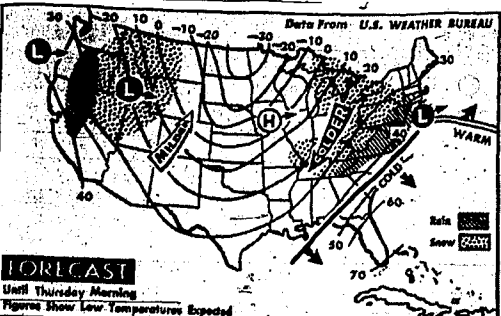 Data From U.S. WEATHER BUREAU
30 20 10 0 -10 -20 -30 -20 -10 0 10 20 30
L
L
H
L
MILDER
COLDER
40
WARM
COLD
40
60
50
70
Rain
Snow
FORECAST
Until Thursday Morning
Figures Show Low Temperatures Expected